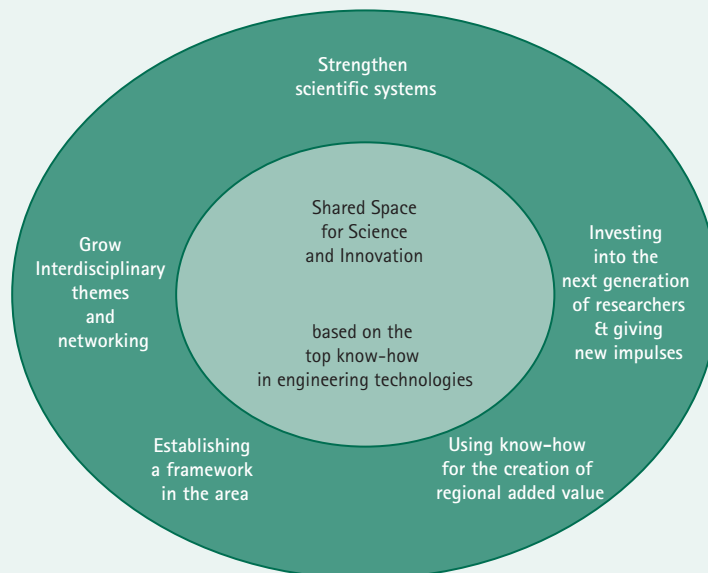 Strengthen
scientific systems
Shared Space
for Science
and Innovation
based on the
top know-how
in engineering technologies
Grow
Interdisciplinary
themes
and
networking
Investing
into the
next generation
of researchers
& giving
new impulses
Establishing
a framework
in the area
Using know-how
for the creation of
regional added value